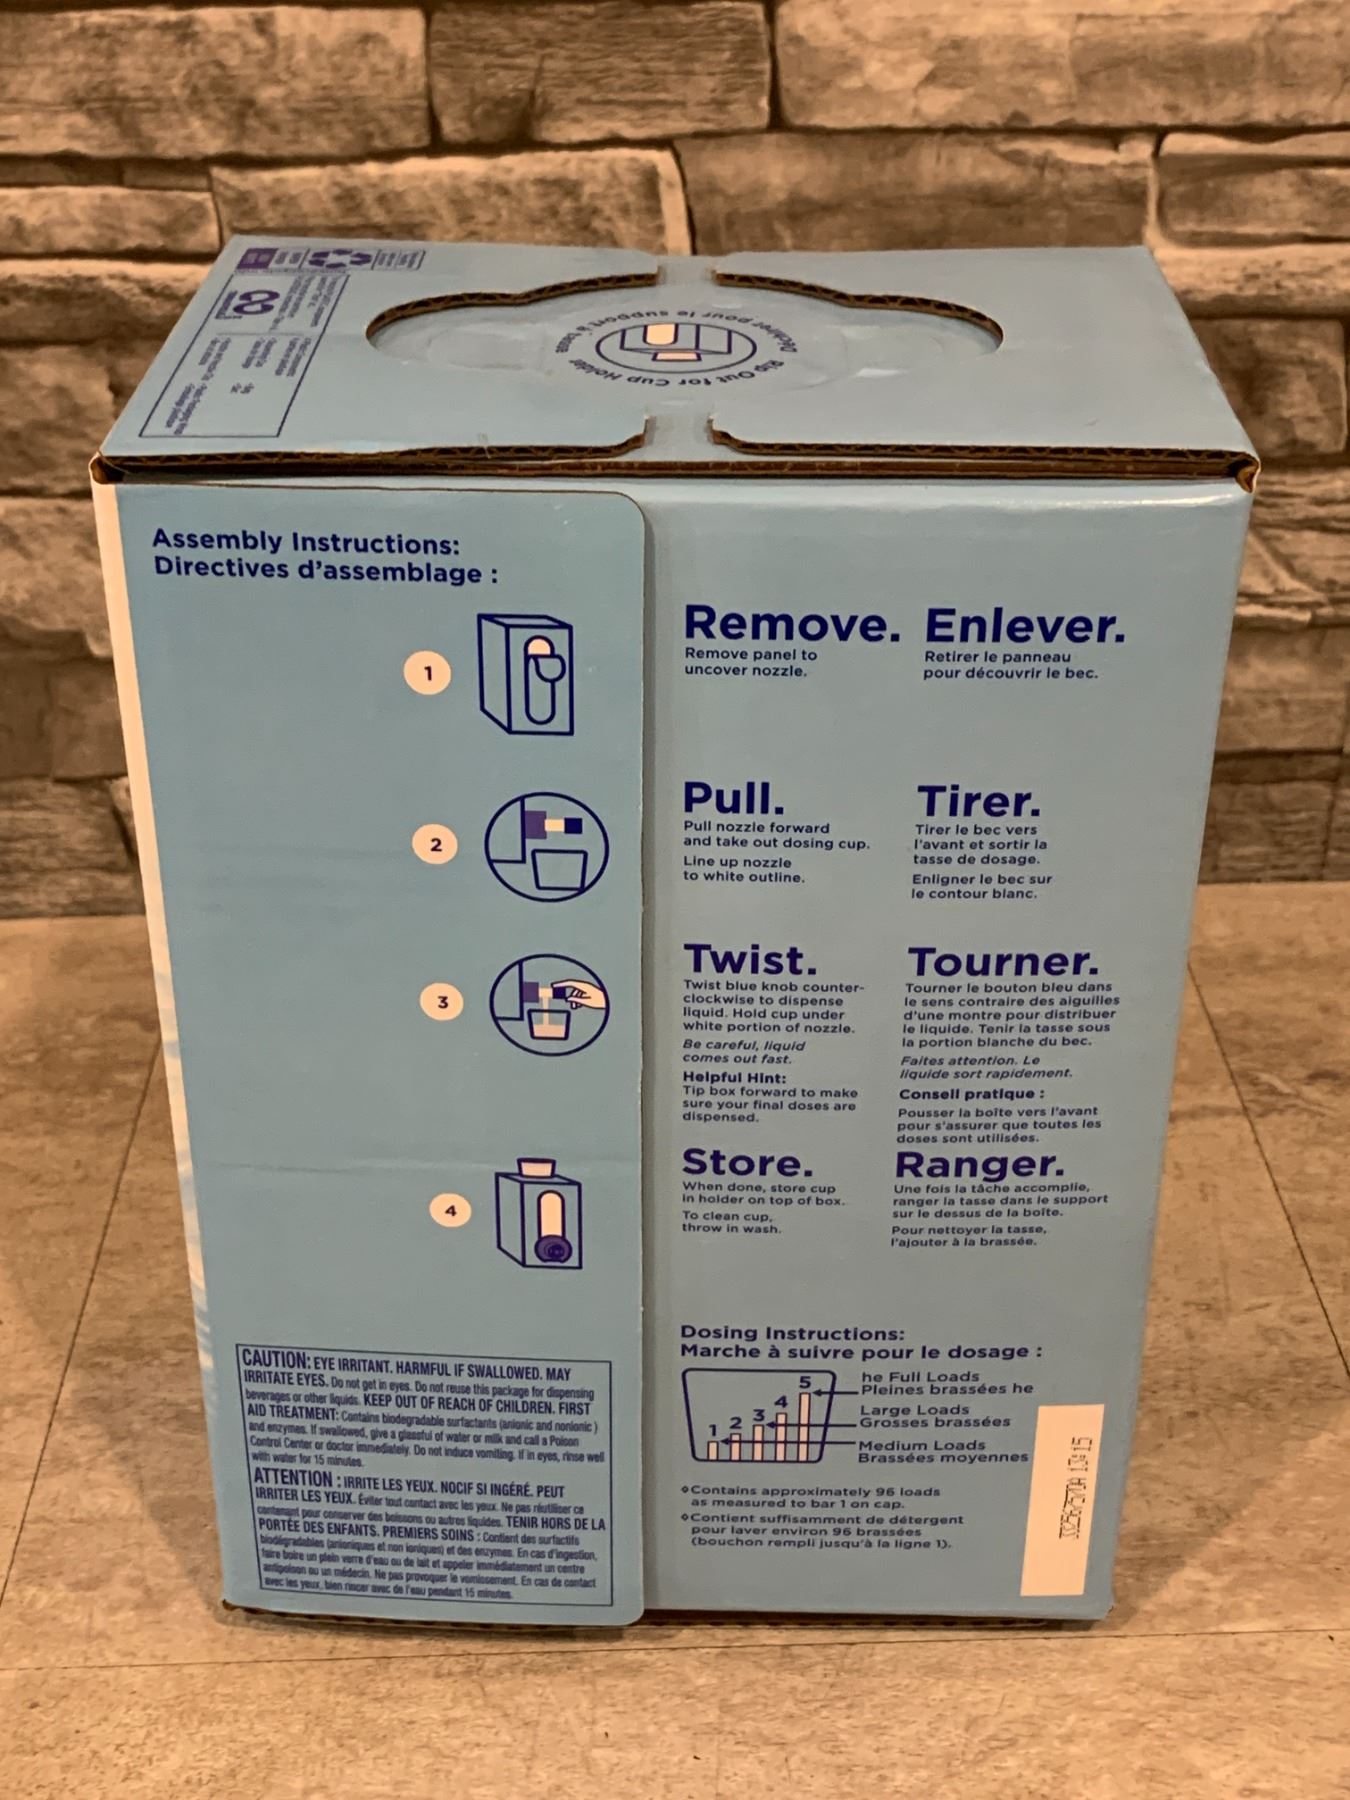 Rip Out for Cup Holder
Déchirer pour le support à tasse
Assembly Instructions:
Directives d'assemblage :
1
2
3
4
Remove.
Remove panel to
uncover nozzle.
Enlever.
Retirer le panneau
pour découvrir le bec.
Pull.
Pull nozzle forward
and take out dosing cup.
Line up nozzle
to white outline.
Tirer.
Tirer le bec vers
l'avant et sortir la
tasse de dosage.
Enligner le bec sur
le contour blanc.
Twist.
Twist blue knob counter-
clockwise to dispense
liquid. Hold cup under
white portion of nozzle.
Be careful, liquid
comes out fast.
Helpful Hint:
Tip box forward to make
sure your final doses are
dispensed.
Tourner.
Tourner le bouton bleu dans
le sens contraire des aiguilles
d'une montre pour distribuer
le liquide. Tenir la tasse sous
la portion blanche du bec.
Faites attention. Le
liquide sort rapidement.
Conseil pratique :
Pousser la boîte vers l'avant
pour s'assurer que toutes les
doses sont utilisées.
Store.
When done, store cup
in holder on top of box.
To clean cup,
throw in wash.
Ranger.
Une fois la tâche accomplie,
ranger la tasse dans le support
sur le dessus de la boîte.
Pour nettoyer la tasse,
l'ajouter à la brassée.
CAUTION: EYE IRRITANT. HARMFUL IF SWALLOWED. MAY
IRRITATE EYES. Do not get in eyes. Do not reuse this package for dispensing
beverages or other liquids. KEEP OUT OF REACH OF CHILDREN. FIRST
AID TREATMENT: Contains biodegradable surfactants (anionic and nonionic)
and enzymes. If swallowed, give a glassful of water or milk and call a Poison
Control Center or doctor immediately. Do not induce vomiting. If in eyes, rinse well
with water for 15 minutes.
ATTENTION : IRRITE LES YEUX. NOCIF SI INGÉRÉ. PEUT
IRRITER LES YEUX. Éviter tout contact avec les yeux. Ne pas réutiliser ce
contenant pour conserver des boissons ou autres liquides. TENIR HORS DE LA
PORTÉE DES ENFANTS. PREMIERS SOINS : Contient des surfactifs
biodégradables (anioniques et non ioniques) et des enzymes. En cas d'ingestion,
faire boire un plein verre d'eau ou de lait et appeler immédiatement un centre
antipoison ou un médecin. Ne pas provoquer le vomissement. En cas de contact
avec les yeux, bien rincer avec de l'eau pendant 15 minutes.
Dosing Instructions:
Marche à suivre pour le dosage :
1 2 3 4 5
he Full Loads
Pleines brassées he
Large Loads
Grosses brassées
Medium Loads
Brassées moyennes
◊Contains approximately 96 loads
as measured to bar 1 on cap.
◊Contient suffisamment de détergent
pour laver environ 96 brassées
(bouchon rempli jusqu'à la ligne 1).